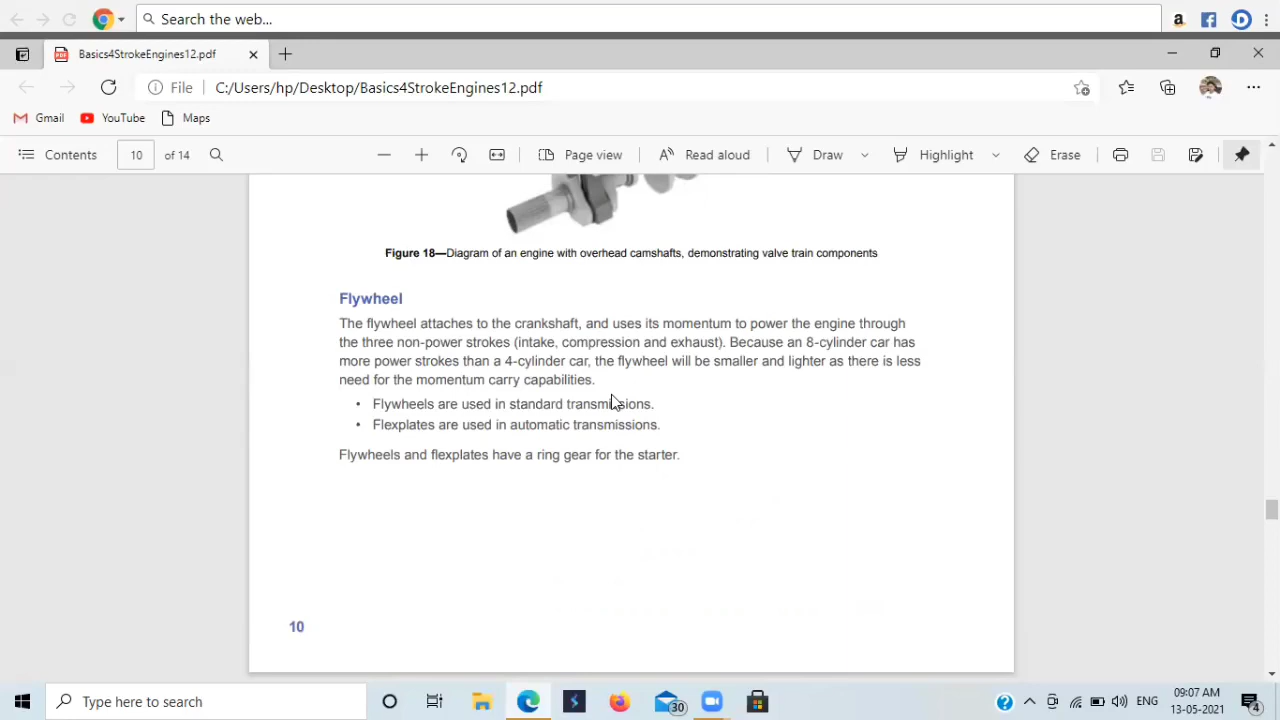 Search the web...
Basics4StrokeEngines12.pdf
File C:/Users/hp/Desktop/Basics4StrokeEngines12.pdf
Gmail YouTube Maps
Contents 10 of 14 Page view Read aloud Draw Highlight Erase
Figure 18—Diagram of an engine with overhead camshafts, demonstrating valve train components
Flywheel
The flywheel attaches to the crankshaft, and uses its momentum to power the engine through
the three non-power strokes (intake, compression and exhaust). Because an 8-cylinder car has
more power strokes than a 4-cylinder car, the flywheel will be smaller and lighter as there is less
need for the momentum carry capabilities.
• Flywheels are used in standard transmissions.
• Flexplates are used in automatic transmissions.
Flywheels and flexplates have a ring gear for the starter.
10
Type here to search 30 ENG 09:07 AM
13-05-2021 4